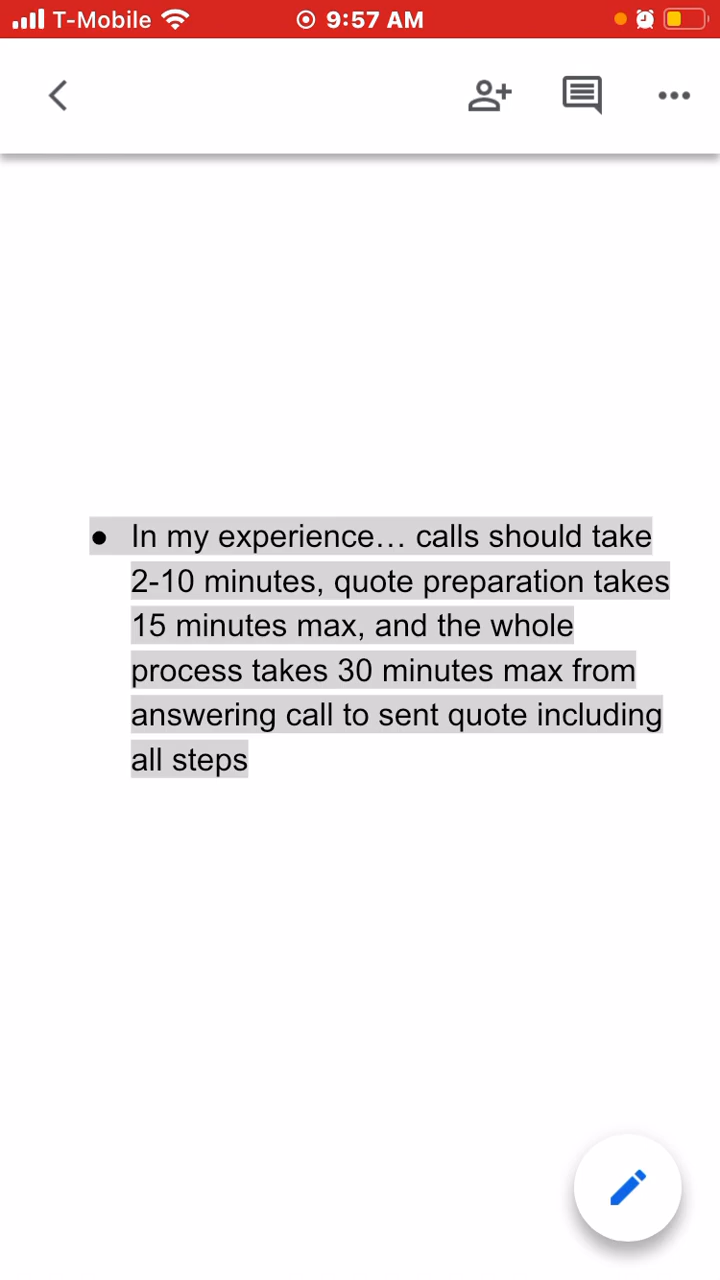 T-Mobile 9:57 AM
● In my experience... calls should take
2-10 minutes, quote preparation takes
15 minutes max, and the whole
process takes 30 minutes max from
answering call to sent quote including
all steps